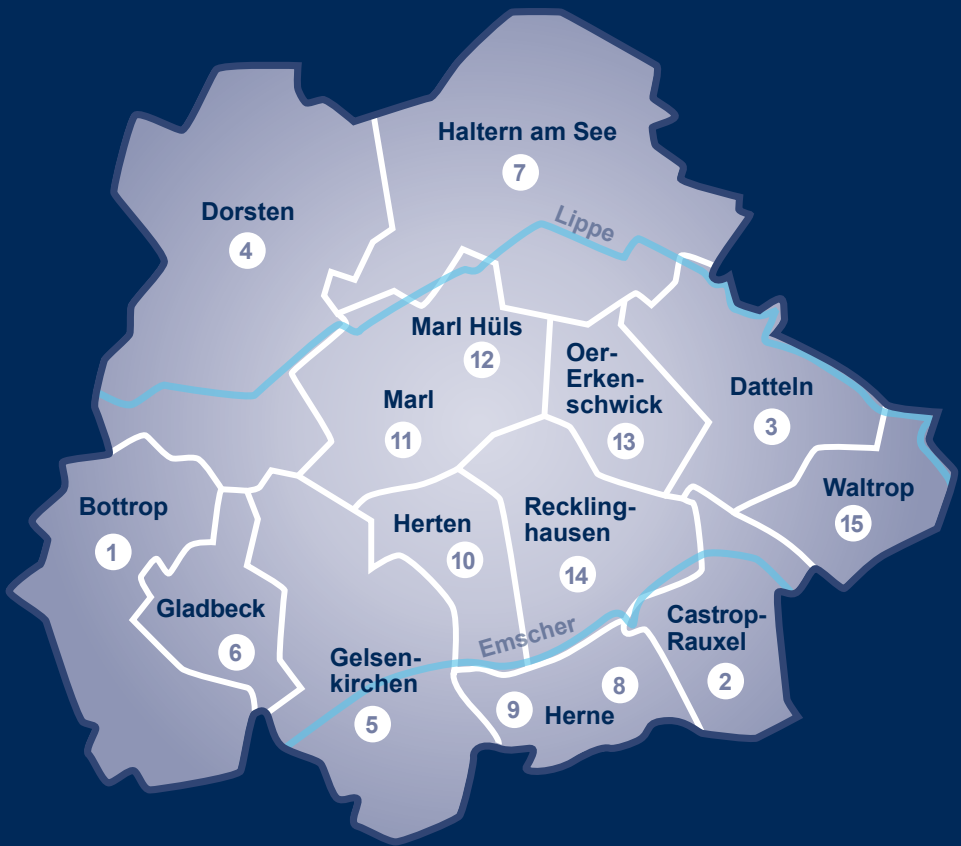 Haltern am See
7
Lippe
Dorsten
4
Marl Hüls
12
Oer-
Erken-
schwick
13
Datteln
3
Marl
11
Waltrop
15
Bottrop
1
Herten
10
Reckling-
hausen
14
Gladbeck
6
Emscher
Castrop-
Rauxel
2
Gelsen-
kirchen
5
8
9
Herne